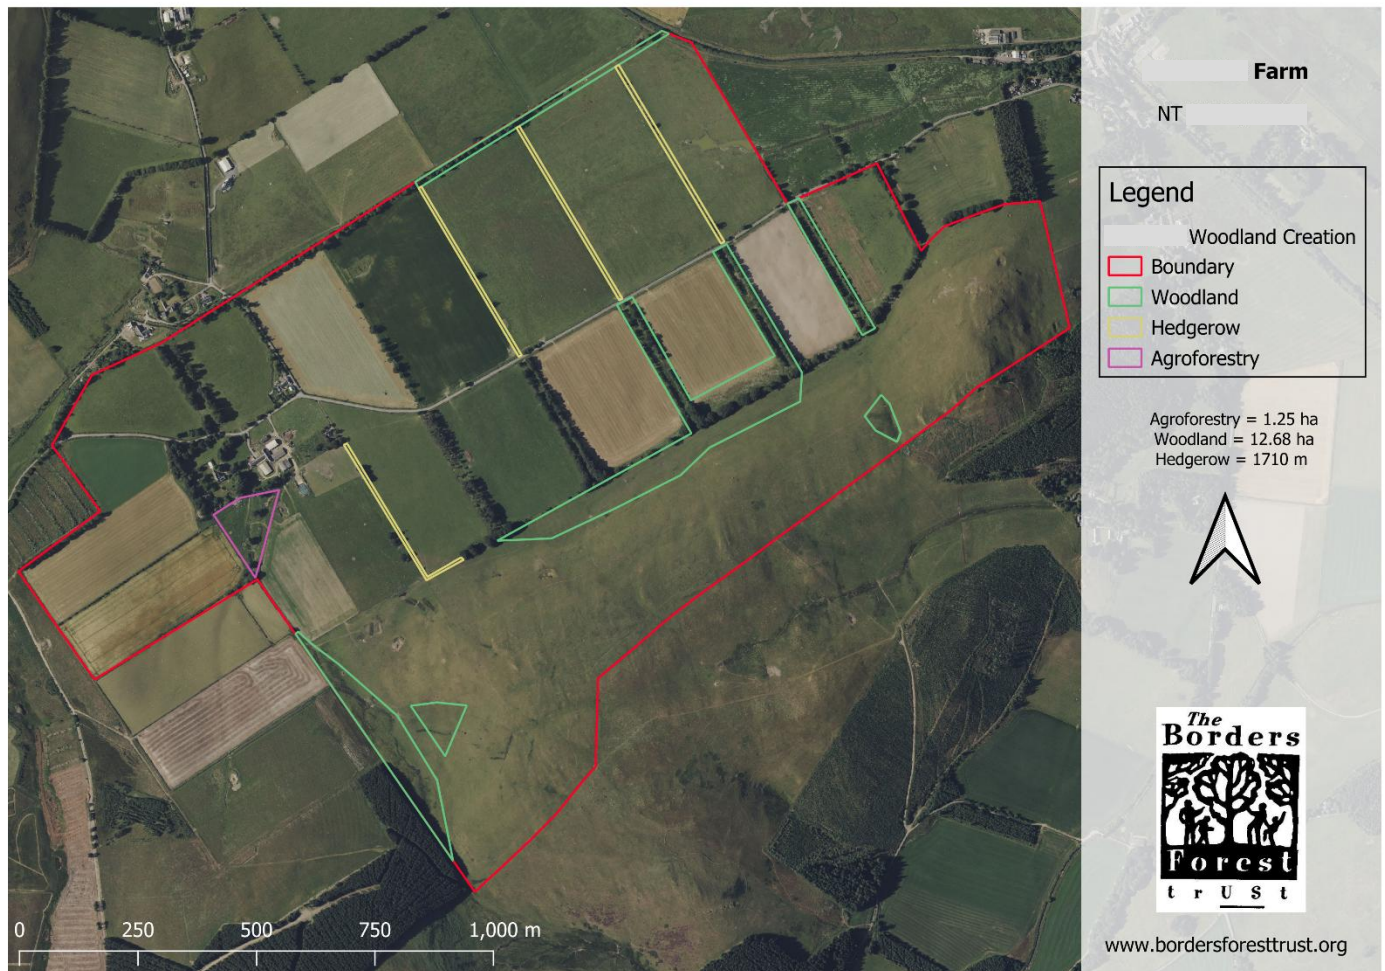 Farm
NT
Legend
Woodland Creation
Boundary
Woodland
Hedgerow
Agroforestry
Agroforestry = 1.25 ha
Woodland = 12.68 ha
Hedgerow = 1710 m
The
Borders
Forest
trUSt
www.bordersforesttrust.org
0 250 500 750 1,000 m